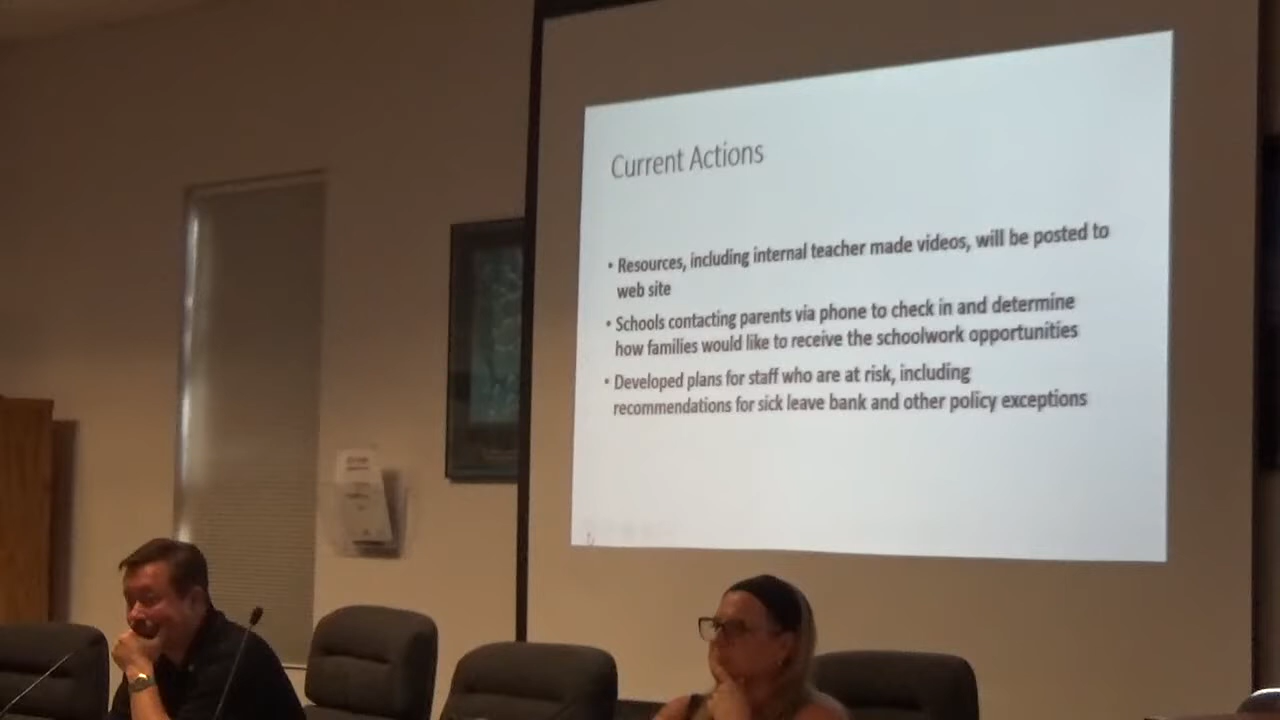 Current Actions
• Resources, including internal teacher made videos, will be posted to
web site
• Schools contacting parents via phone to check in and determine
how families would like to receive the schoolwork opportunities
• Developed plans for staff who are at risk, including
recommendations for sick leave bank and other policy exceptions